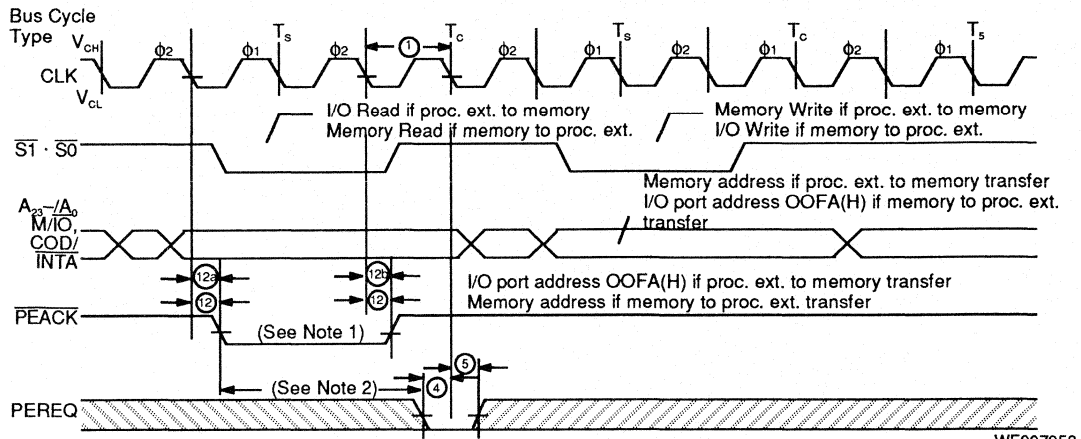 Bus Cycle
Type
V_CH φ2 φ1 T_S φ2 ① T_C φ2 φ1 T_S φ2 φ1 T_C φ2 φ1 T_5
CLK
V_CL
I/O Read if proc. ext. to memory
Memory Read if memory to proc. ext.
Memory Write if proc. ext. to memory
I/O Write if memory to proc. ext.
S1 · S0
Memory address if proc. ext. to memory transfer
I/O port address OOFA(H) if memory to proc. ext.
transfer
A23–/A0
M/IO,
COD/
INTA
12a 12b
12 12
I/O port address OOFA(H) if proc. ext. to memory transfer
Memory address if memory to proc. ext. transfer
PEACK
(See Note 1)
(See Note 2)
④ ⑤
PEREQ